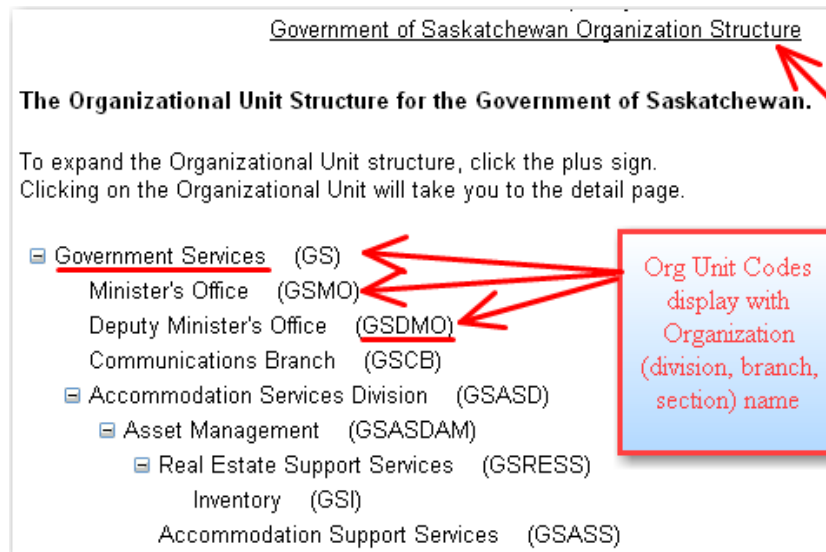 Government of Saskatchewan Organization Structure
The Organizational Unit Structure for the Government of Saskatchewan.
To expand the Organizational Unit structure, click the plus sign.
Clicking on the Organizational Unit will take you to the detail page.
Government Services (GS)
Minister's Office (GSMO)
Deputy Minister's Office (GSDMO)
Communications Branch (GSCB)
Accommodation Services Division (GSASD)
Asset Management (GSASDAM)
Real Estate Support Services (GSRESS)
Inventory (GSI)
Accommodation Support Services (GSASS)
Org Unit Codes
display with
Organization
(division, branch,
section) name